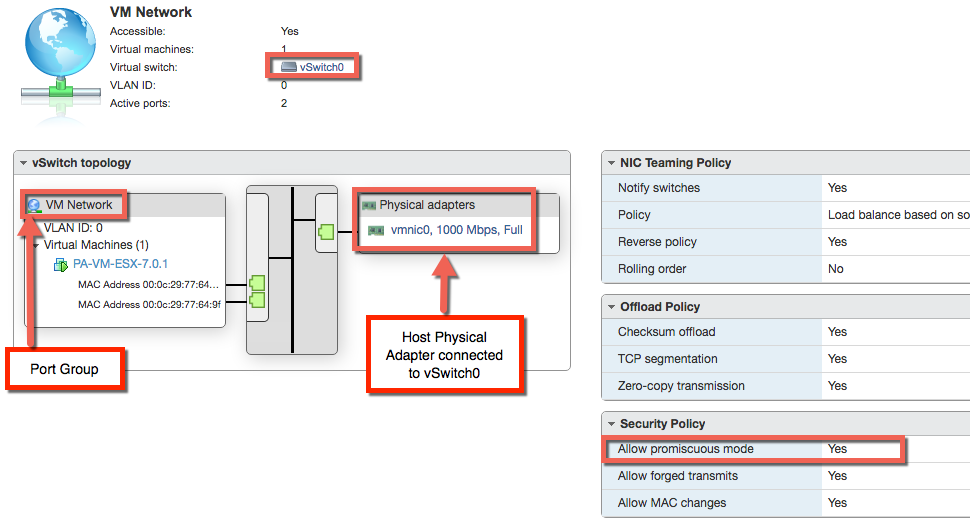 VM Network
Accessible: Yes
Virtual machines: 1
Virtual switch: vSwitch0
VLAN ID: 0
Active ports: 2
vSwitch topology
VM Network
VLAN ID: 0
Virtual Machines (1)
PA-VM-ESX-7.0.1
MAC Address 00:0c:29:77:64...
MAC Address 00:0c:29:77:64:9f
Physical adapters
vmnic0, 1000 Mbps, Full
Port Group
Host Physical
Adapter connected
to vSwitch0
NIC Teaming Policy
Notify switches Yes
Policy Load balance based on so
Reverse policy Yes
Rolling order No
Offload Policy
Checksum offload Yes
TCP segmentation Yes
Zero-copy transmission Yes
Security Policy
Allow promiscuous mode Yes
Allow forged transmits Yes
Allow MAC changes Yes